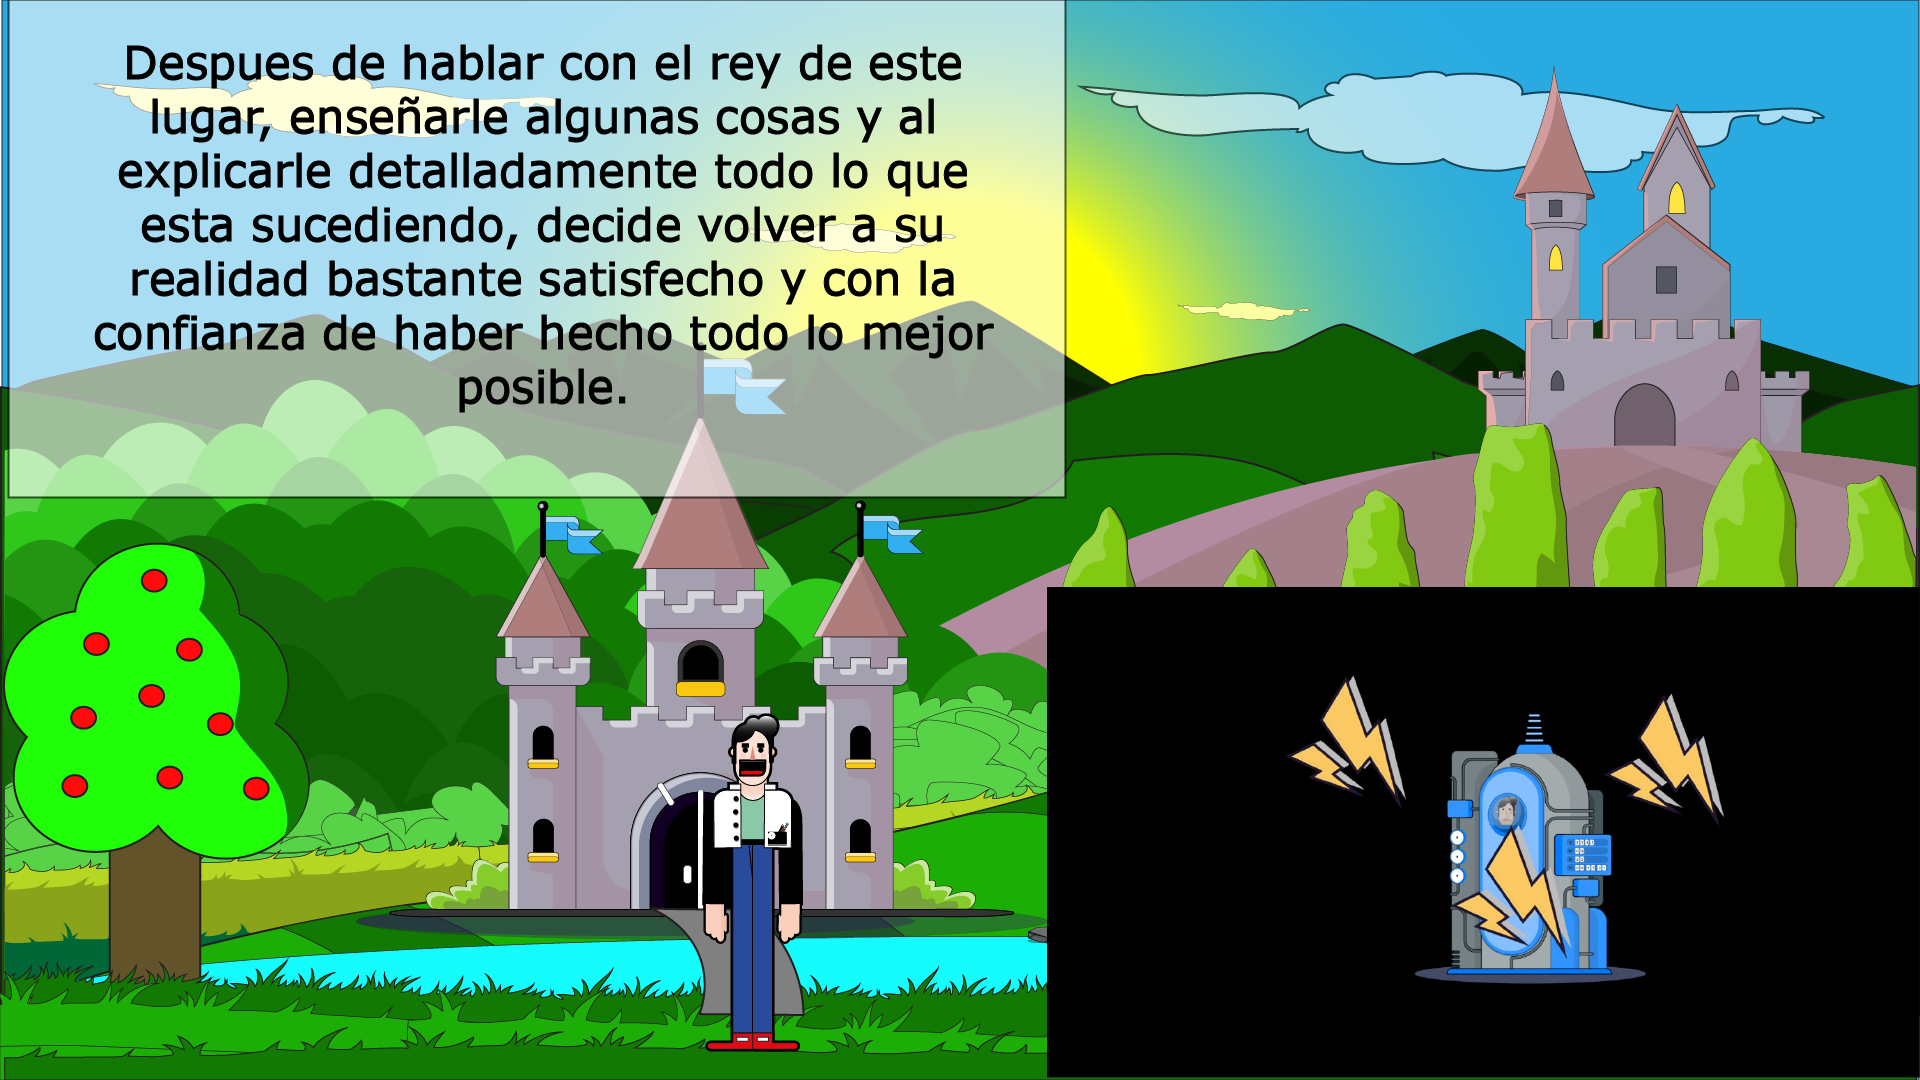 Despues de hablar con el rey de este
lugar, enseñarle algunas cosas y al
explicarle detalladamente todo lo que
esta sucediendo, decide volver a su
realidad bastante satisfecho y con la
confianza de haber hecho todo lo mejor
posible.